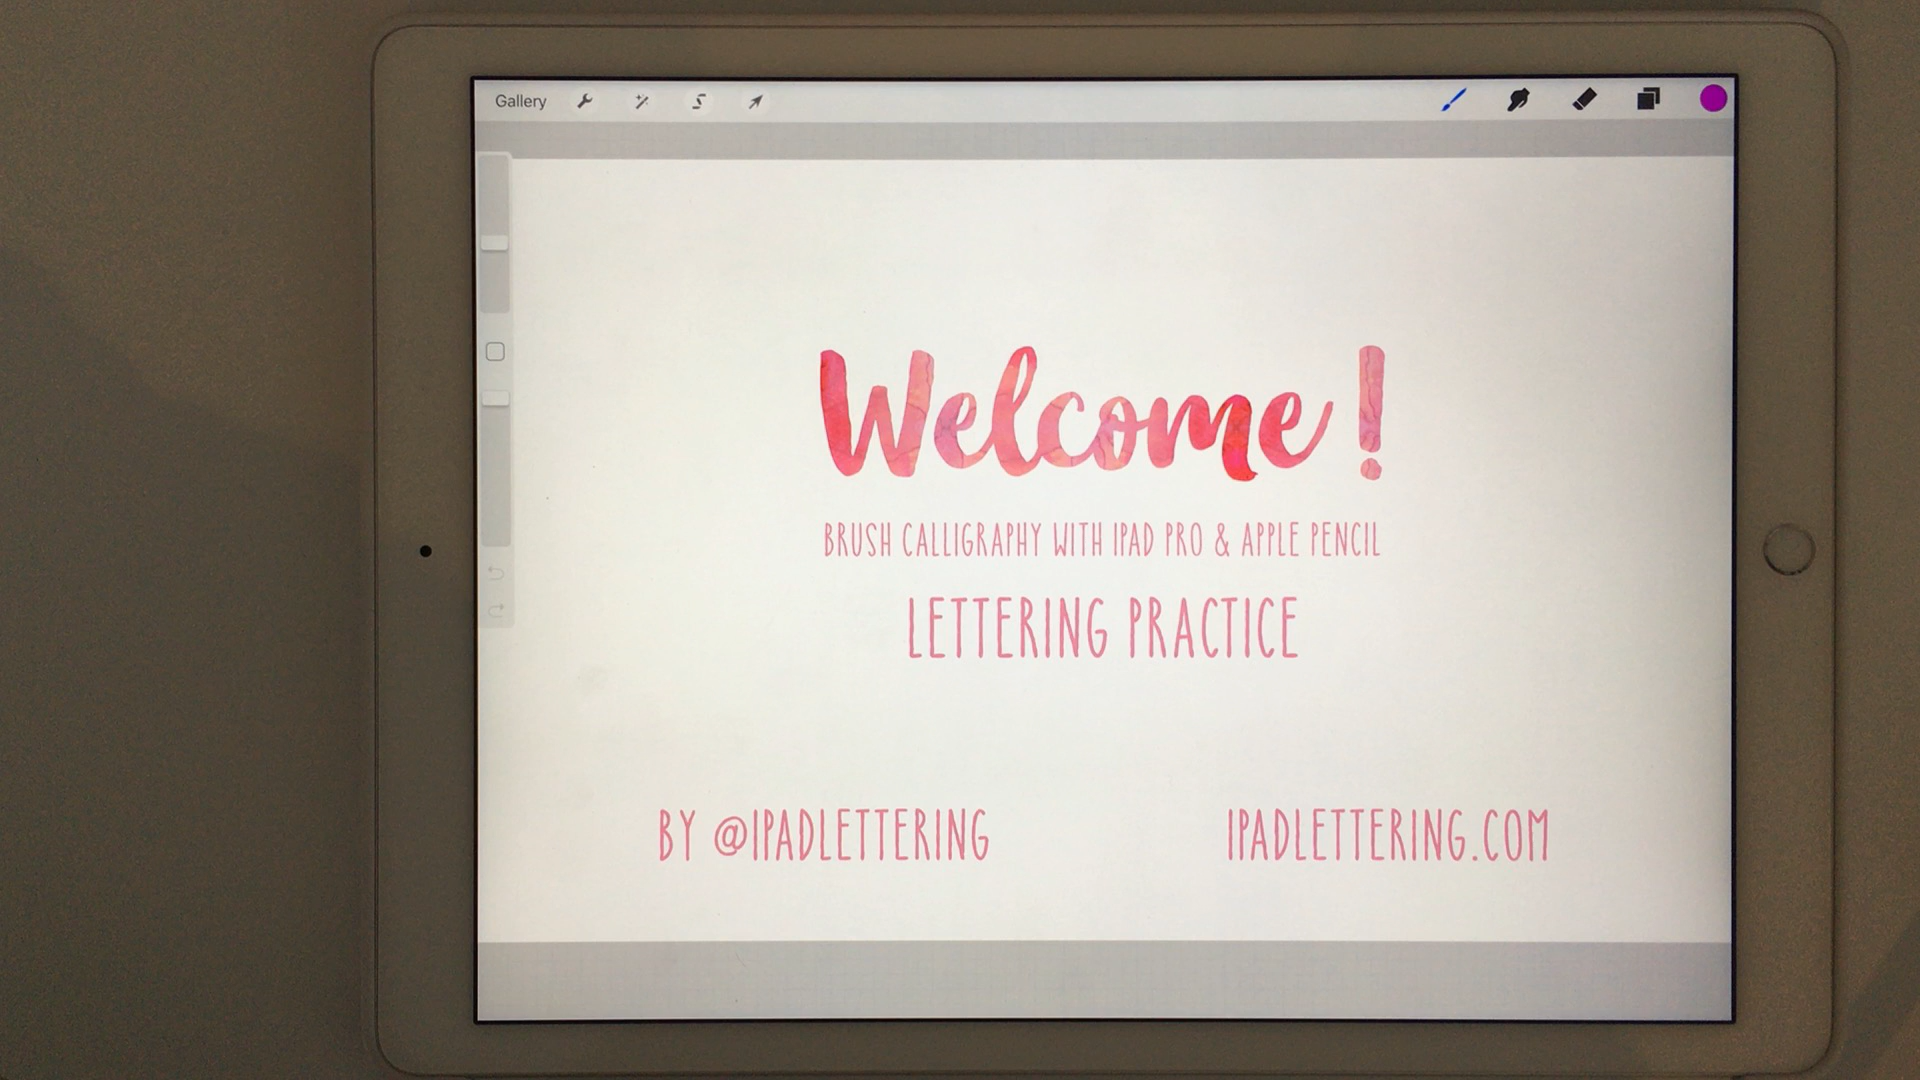 Gallery
Welcome!
BRUSH CALLIGRAPHY WITH IPAD PRO & APPLE PENCIL
LETTERING PRACTICE
BY @IPADLETTERING
IPADLETTERING.COM